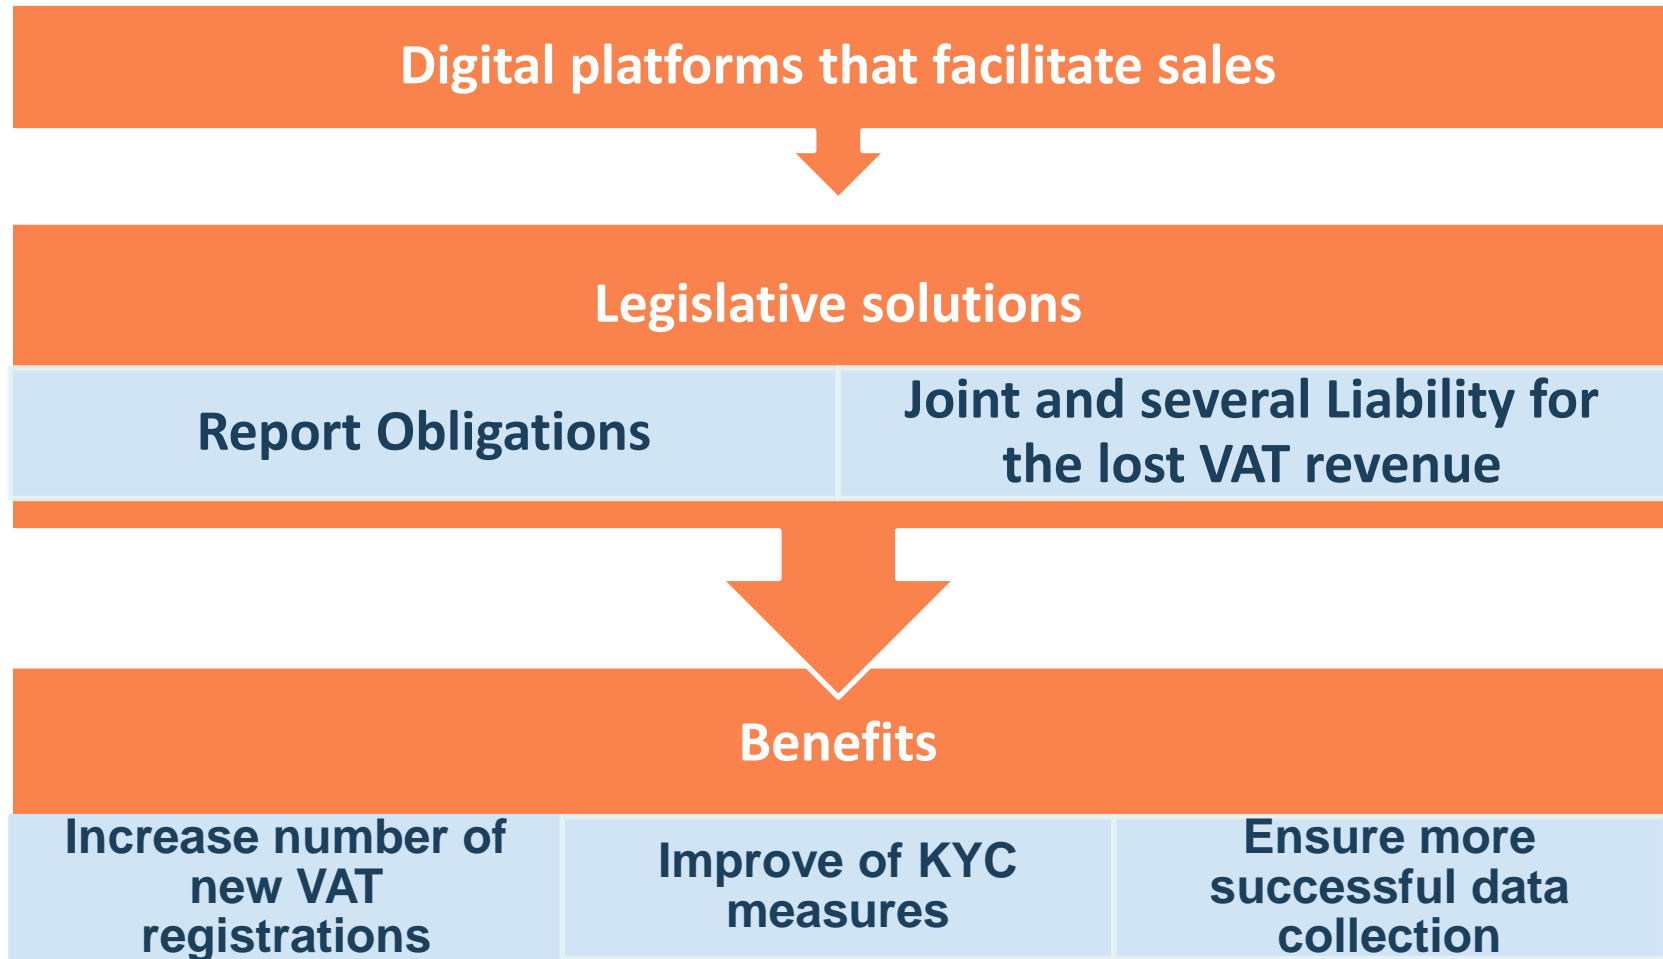 Digital platforms that facilitate sales
Legislative solutions
Report Obligations
Joint and several Liability for
the lost VAT revenue
Benefits
Increase number of
new VAT
registrations
Improve of KYC
measures
Ensure more
successful data
collection